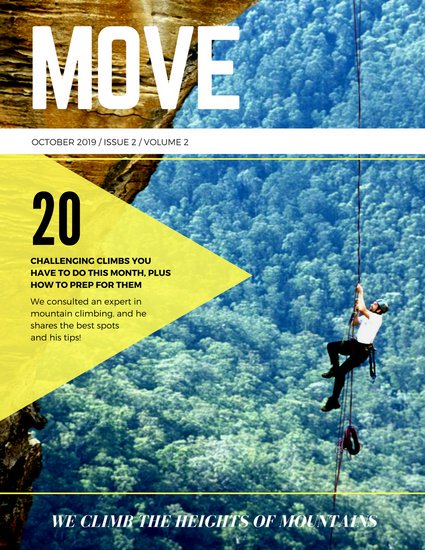 MOVE
OCTOBER 2019 / ISSUE 2 / VOLUME 2
20
CHALLENGING CLIMBS YOU
HAVE TO DO THIS MONTH, PLUS
HOW TO PREP FOR THEM
We consulted an expert in
mountain climbing, and he
shares the best spots
and his tips!
WE CLIMB THE HEIGHTS OF MOUNTAINS